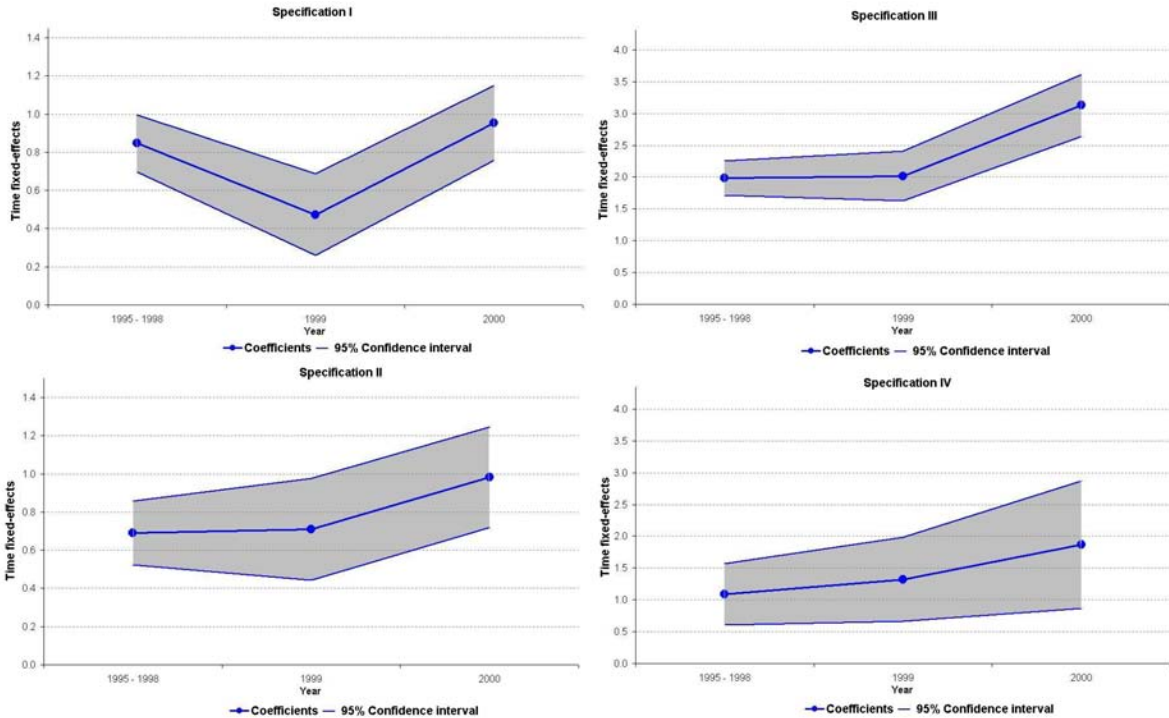 Specification I
Time fixed-effects
1.4
1.2
1.0
0.8
0.6
0.4
0.2
0.0
1995 - 1998
1999
2000
Year
Coefficients — 95% Confidence interval
Specification III
Time fixed-effects
4.0
3.5
3.0
2.5
2.0
1.5
1.0
0.5
0.0
1995 - 1998
1999
2000
Year
Coefficients — 95% Confidence interval
Specification II
Time fixed-effects
1.4
1.2
1.0
0.8
0.6
0.4
0.2
0.0
1995 - 1998
1999
2000
Year
Coefficients — 95% Confidence interval
Specification IV
Time fixed-effects
4.0
3.5
3.0
2.5
2.0
1.5
1.0
0.5
0.0
1995 - 1998
1999
2000
Year
Coefficients — 95% Confidence interval